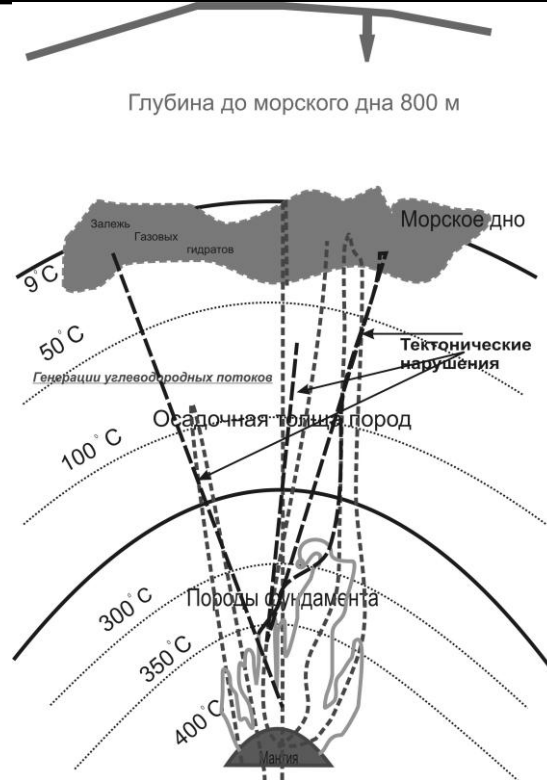 Глубина до морского дна 800 м
Залежь
Газовых
гидратов
Морское дно
9°C
50°C
Тектонические
нарушения
Генерации углеводородных потоков
Осадочная толща пород
100°C
300°C
Породы фундамента
350°C
400°C
Мантия